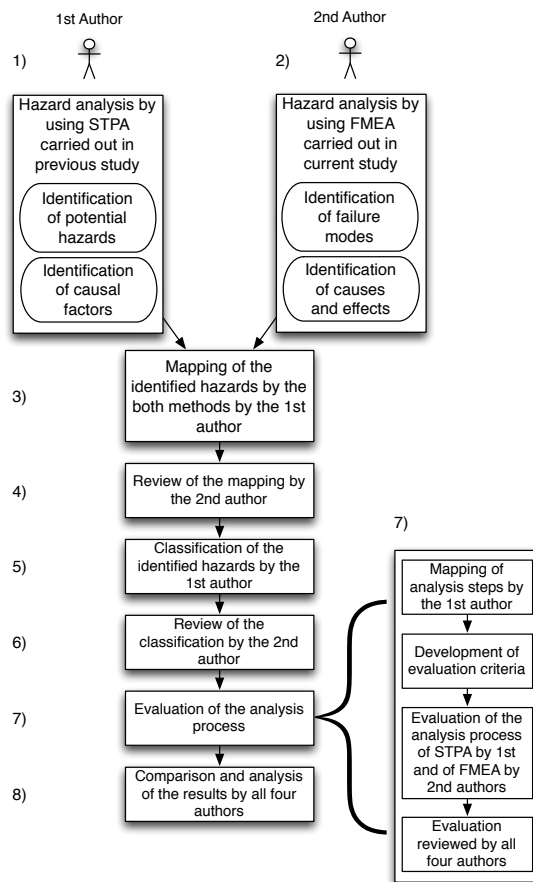 1st Author
2nd Author
1)
2)
Hazard analysis by
using STPA
carried out in
previous study
Identification
of potential
hazards
Identification
of causal
factors
Hazard analysis by
using FMEA
carried out in
current study
Identification
of failure
modes
Identification
of causes
and effects
3)
Mapping of the
identified hazards by the
both methods by the 1st
author
4)
Review of the mapping by
the 2nd author
5)
Classification of the
identified hazards by the
1st author
6)
Review of the
classification by the 2nd
author
7)
Evaluation of the analysis
process
8)
Comparison and analysis
of the results by all four
authors
7)
Mapping of
analysis steps by
the 1st author
Development of
evaluation criteria
Evaluation of the
analysis process
of STPA by 1st
and of FMEA by
2nd authors
Evaluation
reviewed by all
four authors